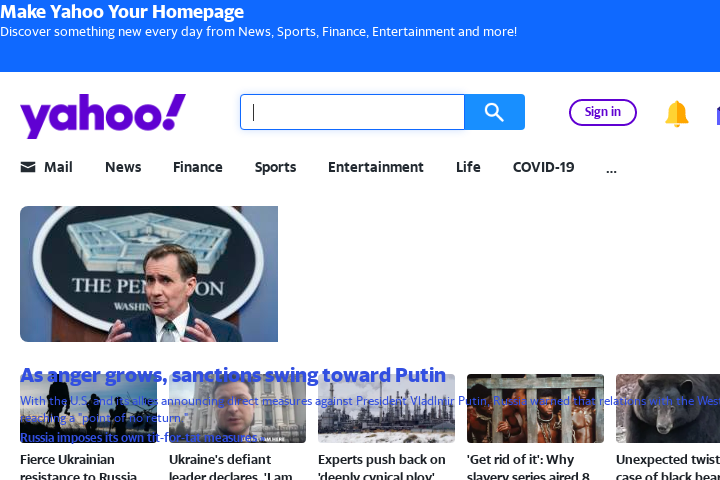 Make Yahoo Your Homepage
Discover something new every day from News, Sports, Finance, Entertainment and more!
yahoo!
Sign in
Mail News Finance Sports Entertainment Life COVID-19 ...
THE PEN ON
WASHIN
As anger grows, sanctions swing toward Putin
With the U.S. and its allies announcing direct measures against President Vladimir Putin, Russia warned that relations with the West
reaching a "point of no return."
Russia imposes its own tit-for-tat measures
Fierce Ukrainian
resistance to Russia
Ukraine's defiant
leader declares, 'I am
Experts push back on
'deeply cynical ploy'
'Get rid of it': Why
slavery series aired 8
Unexpected twist
case of black bear